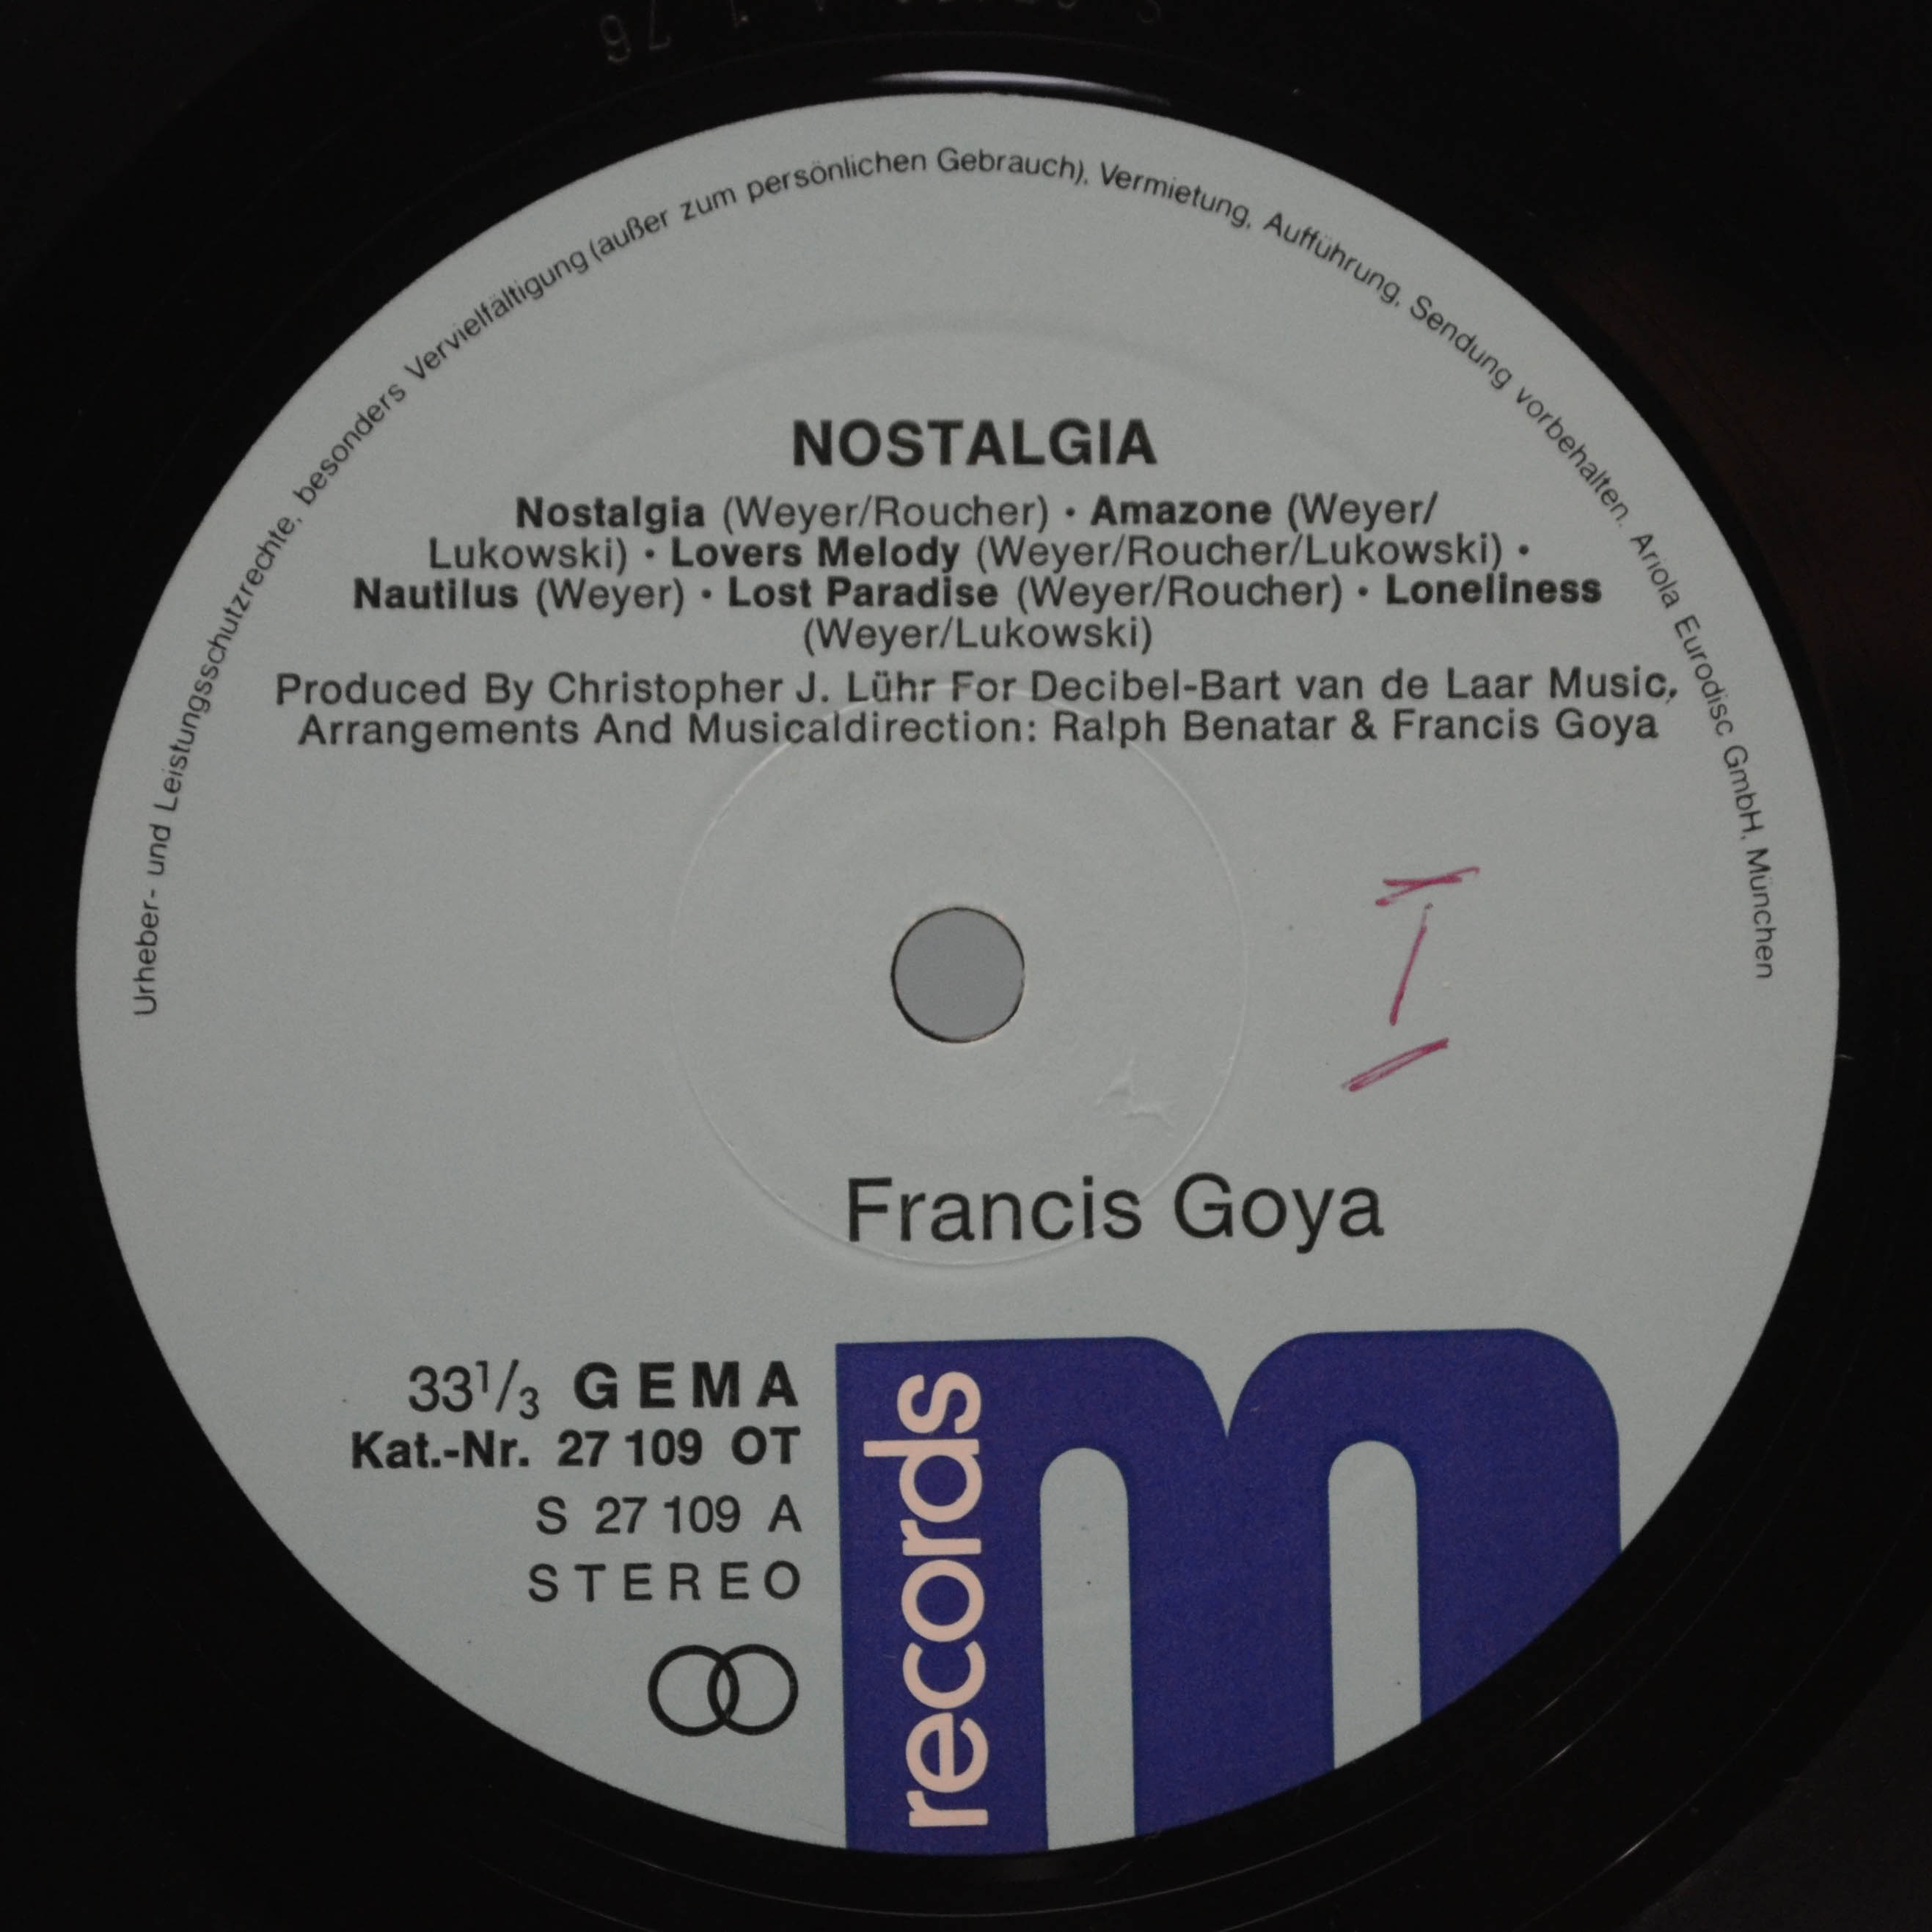 Urheber- und Leistungsschutzrechte, besonders Vervielfältigung (außer zum persönlichen Gebrauch), Vermietung, Aufführung, Sendung vorbehalten. Ariola Eurodisc GmbH, München
NOSTALGIA
Nostalgia (Weyer/Roucher) • Amazone (Weyer/
Lukowski) • Lovers Melody (Weyer/Roucher/Lukowski) •
Nautilus (Weyer) • Lost Paradise (Weyer/Roucher) • Loneliness
(Weyer/Lukowski)
Produced By Christopher J. Lühr For Decibel-Bart van de Laar Music,
Arrangements And Musicaldirection: Ralph Benatar & Francis Goya
I
Francis Goya
33 1/3 GEMA
Kat.-Nr. 27 109 OT
S 27 109 A
STEREO
m records